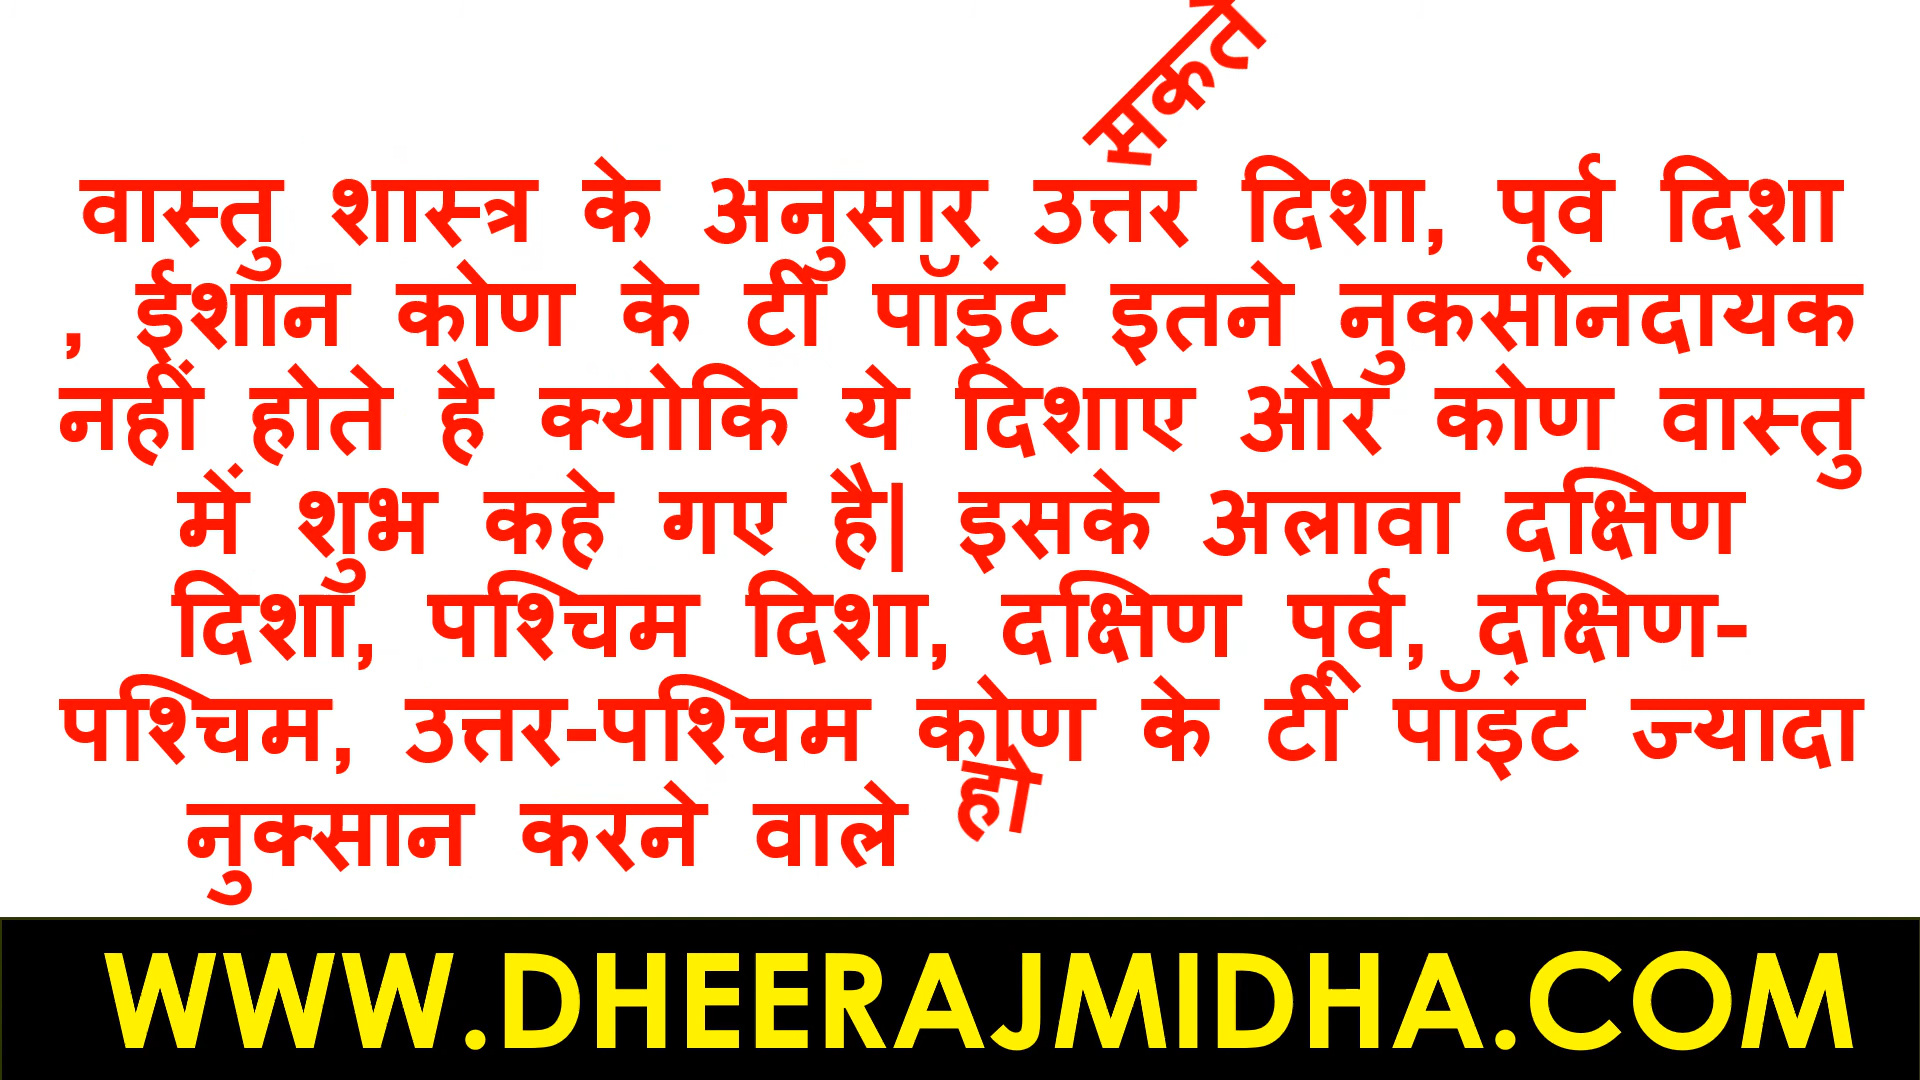 सकते
वास्तु शास्त्र के अनुसार उत्तर दिशा, पूर्व दिशा
, ईशान कोण के टी पॉइंट इतने नुकसानदायक
नहीं होते है क्योकि ये दिशाए और कोण वास्तु
में शुभ कहे गए है| इसके अलावा दक्षिण
दिशा, पश्चिम दिशा, दक्षिण पूर्व, दक्षिण-
पश्चिम, उत्तर-पश्चिम कोण के टी पॉइंट ज्यादा
नुक्सान करने वाले हो
WWW.DHEERAJMIDHA.COM